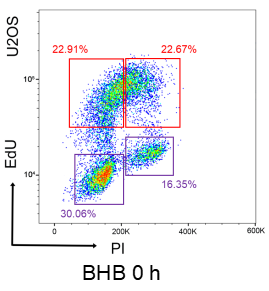 22.91% 22.67%
U2OS
10⁵
EdU
10⁴
16.35%
30.06%
0 200K 400K 600K
PI
BHB 0 h